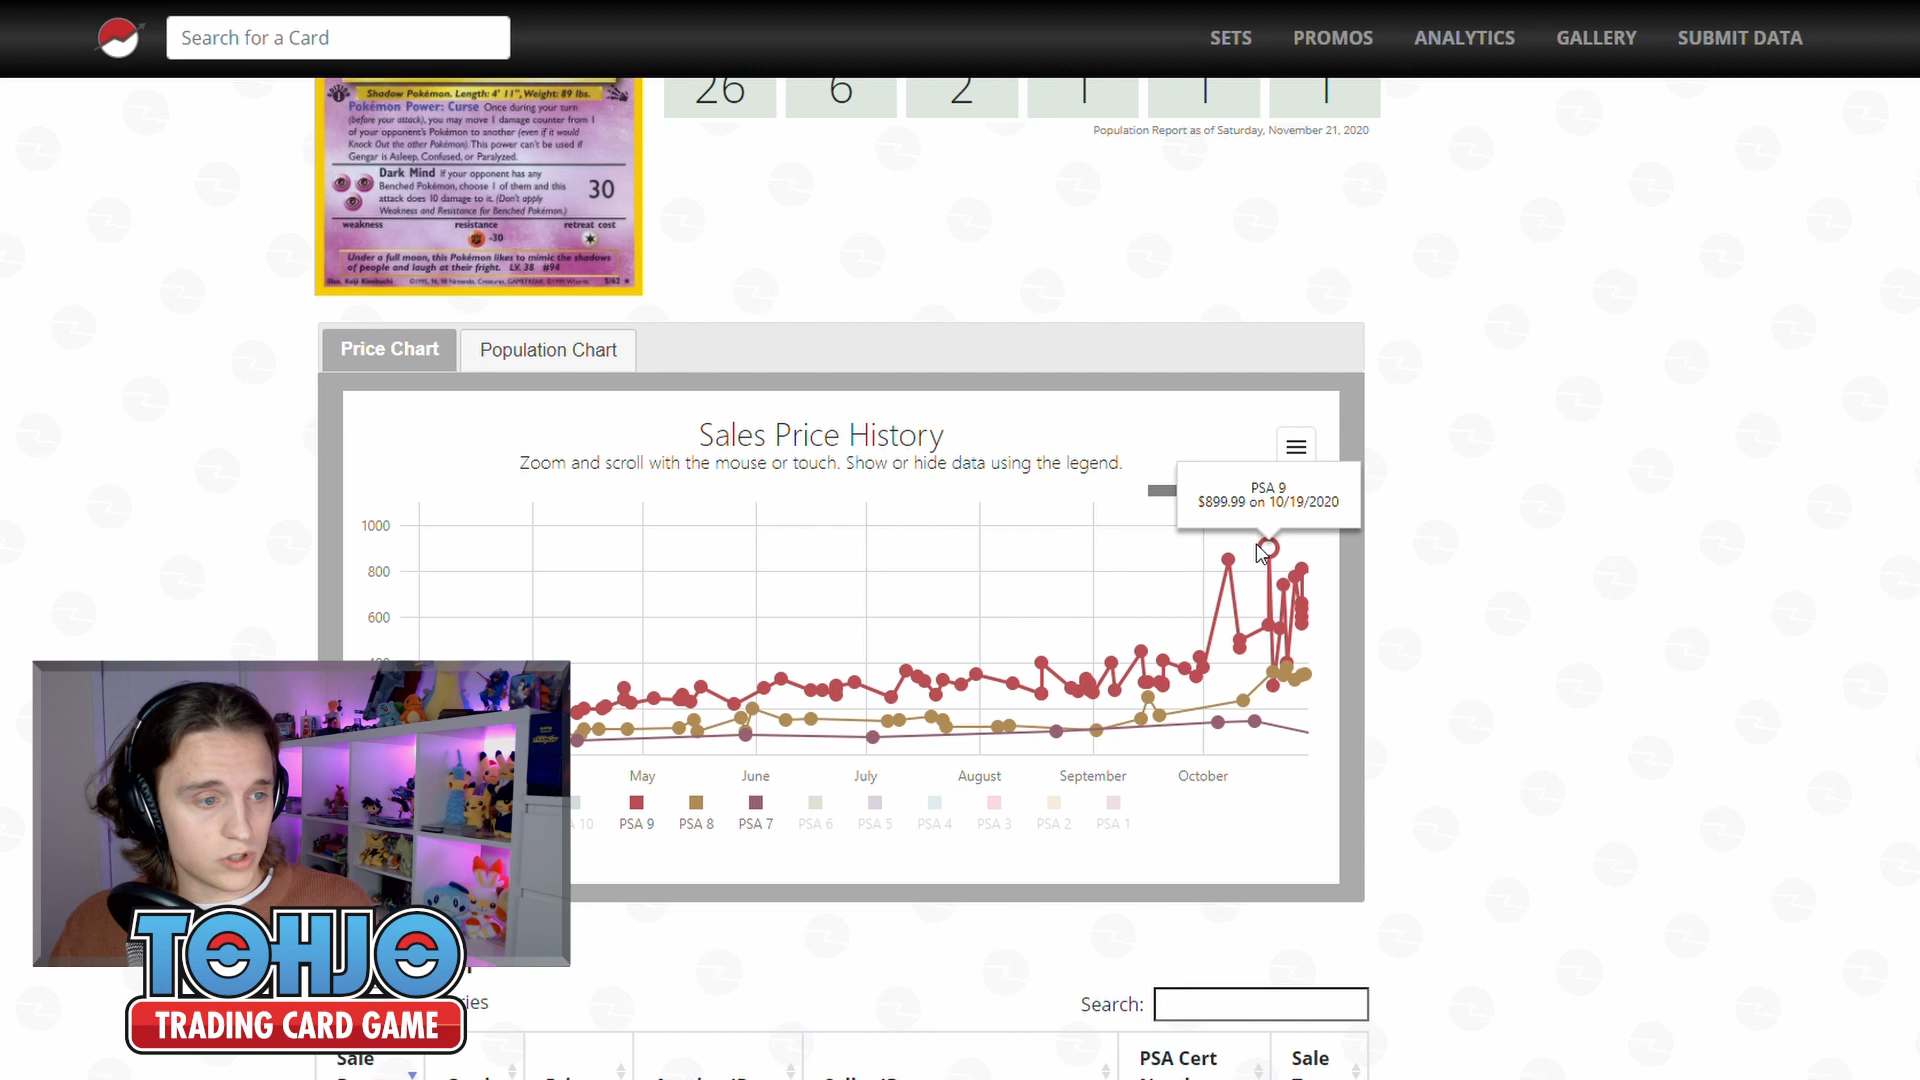 Search for a Card
SETS
PROMOS
ANALYTICS
GALLERY
SUBMIT DATA
26
6
2
1
1
1
Population Report as of Saturday, November 21, 2020
Shadow Pokémon. Length: 4' 11", Weight: 89 lbs.
Pokémon Power: Curse Once during your turn
(before your attack), you may move 1 damage counter from 1
of your opponent's Pokémon to another (even if it would
Knock Out the other Pokémon). This power can't be used if
Gengar is Asleep, Confused, or Paralyzed.
Dark Mind If your opponent has any
Benched Pokémon, choose 1 of them and this
attack does 10 damage to it. (Don't apply
Weakness and Resistance for Benched Pokémon.)
30
weakness
resistance
retreat cost
-30
Under a full moon, this Pokémon likes to mimic the shadows
of people and laugh at their fright. LV. 38 #94
5/62
Price Chart
Population Chart
Sales Price History
Zoom and scroll with the mouse or touch. Show or hide data using the legend.
PSA 9
$899.99 on 10/19/2020
1000
800
600
May
June
July
August
September
October
10
PSA 9
PSA 8
PSA 7
PSA 6
PSA 5
PSA 4
PSA 3
PSA 2
PSA 1
TOHJO
TRADING CARD GAME
ries
Search:
Sale
PSA Cert
Sale